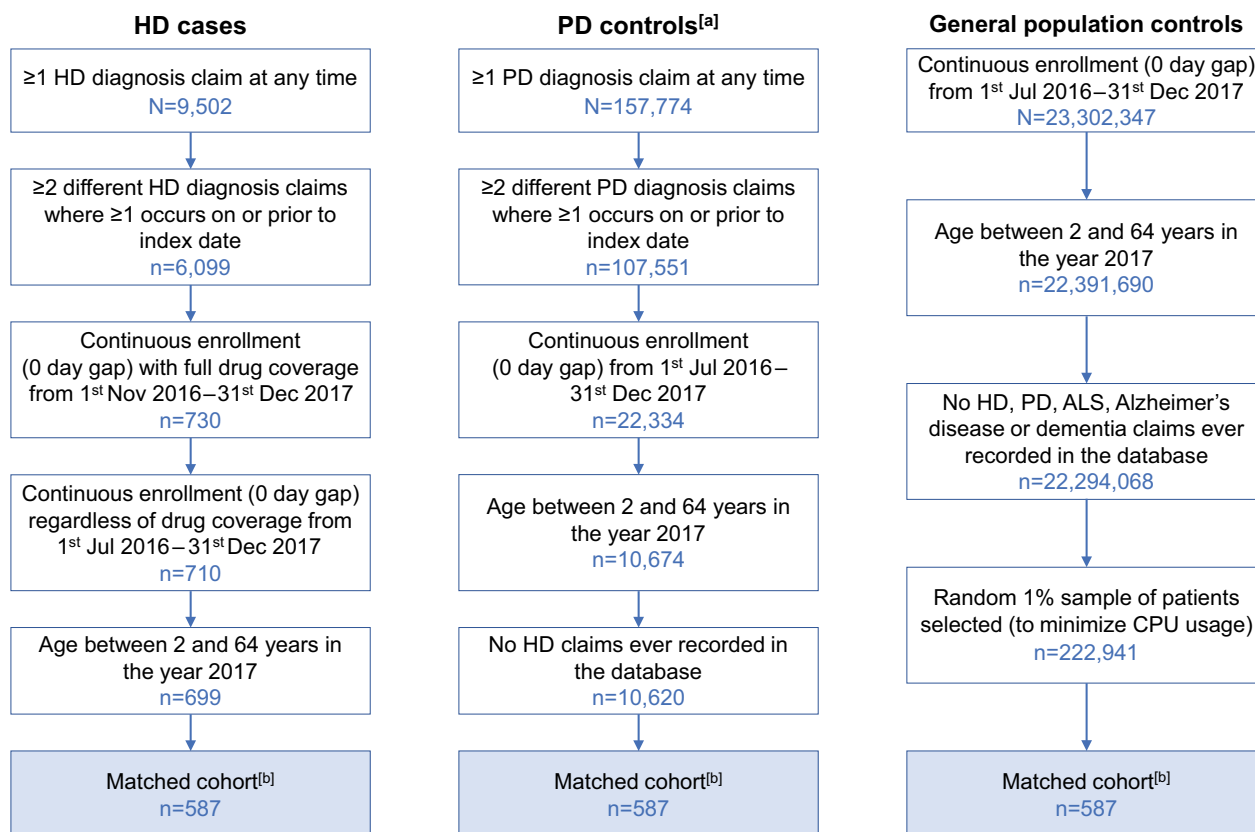 HD cases
≥1 HD diagnosis claim at any time
N=9,502
≥2 different HD diagnosis claims
where ≥1 occurs on or prior to
index date
n=6,099
Continuous enrollment
(0 day gap) with full drug coverage
from 1st Nov 2016–31st Dec 2017
n=730
Continuous enrollment (0 day gap)
regardless of drug coverage from
1st Jul 2016–31st Dec 2017
n=710
Age between 2 and 64 years in
the year 2017
n=699
Matched cohort[b]
n=587
PD controls[a]
≥1 PD diagnosis claim at any time
N=157,774
≥2 different PD diagnosis claims
where ≥1 occurs on or prior to
index date
n=107,551
Continuous enrollment
(0 day gap) from 1st Jul 2016–
31st Dec 2017
n=22,334
Age between 2 and 64 years in
the year 2017
n=10,674
No HD claims ever recorded in
the database
n=10,620
Matched cohort[b]
n=587
General population controls
Continuous enrollment (0 day gap)
from 1st Jul 2016–31st Dec 2017
N=23,302,347
Age between 2 and 64 years in
the year 2017
n=22,391,690
No HD, PD, ALS, Alzheimer's
disease or dementia claims ever
recorded in the database
n=22,294,068
Random 1% sample of patients
selected (to minimize CPU usage)
n=222,941
Matched cohort[b]
n=587